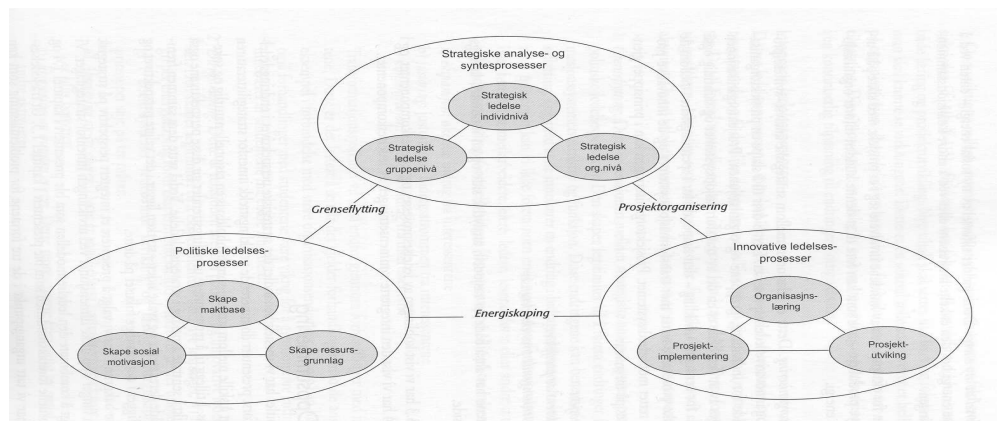 Strategiske analyse- og
syntesprosesser
Strategisk
ledelse
individnivå
Strategisk
ledelse
gruppenivå
Strategisk
ledelse
org.nivå
Grenseflytting
Prosjektorganisering
Politiske ledelses-
prosesser
Skape
maktbase
Skape sosial
motivasjon
Skape ressurs-
grunnlag
Energiskaping
Innovative ledelses-
prosesser
Organisasjns-
læring
Prosjekt-
implementering
Prosjekt-
utviking